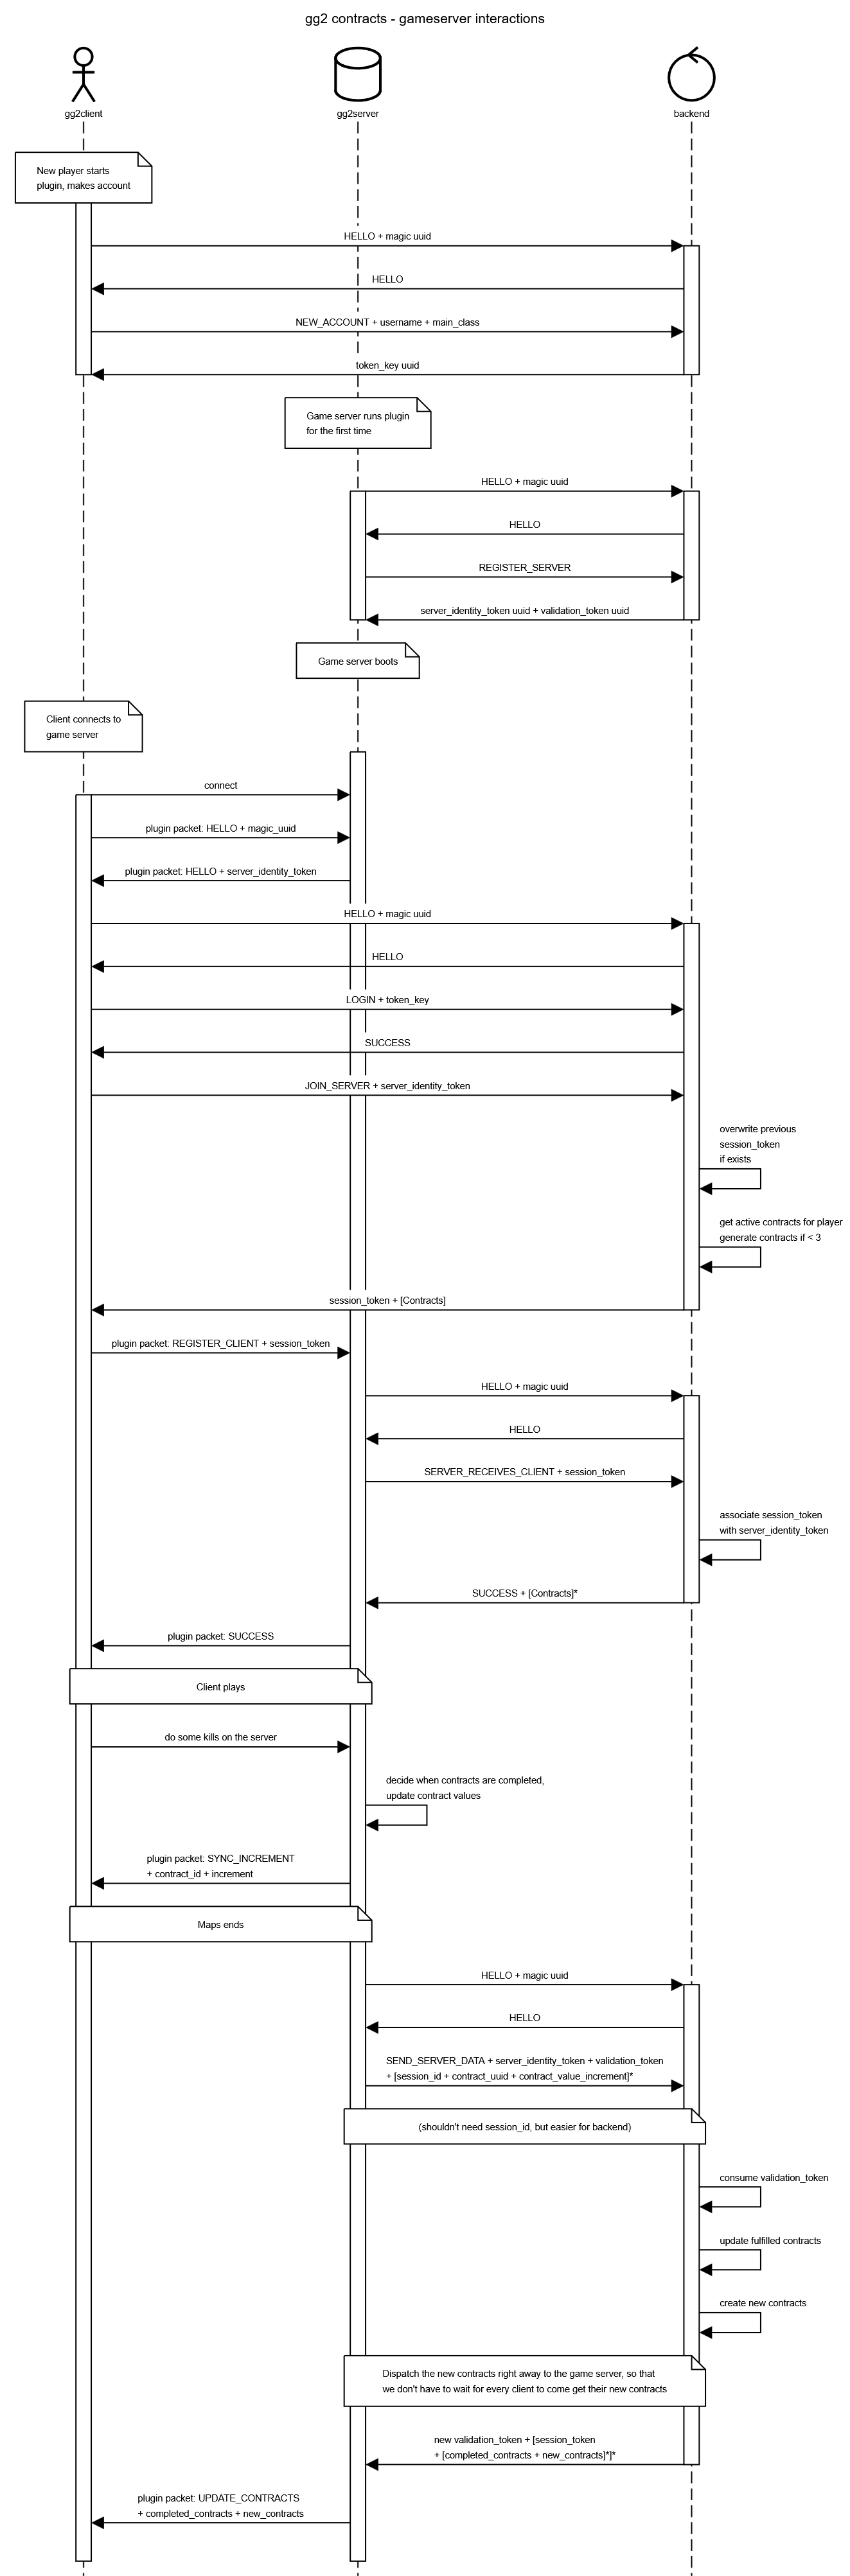 gg2 contracts - gameserver interactions
gg2client
gg2server
backend
New player starts
plugin, makes account
HELLO + magic uuid
HELLO
NEW_ACCOUNT + username + main_class
token_key uuid
Game server runs plugin
for the first time
HELLO + magic uuid
HELLO
REGISTER_SERVER
server_identity_token uuid + validation_token uuid
Game server boots
Client connects to
game server
connect
plugin packet: HELLO + magic_uuid
plugin packet: HELLO + server_identity_token
HELLO + magic uuid
HELLO
LOGIN + token_key
SUCCESS
JOIN_SERVER + server_identity_token
overwrite previous
session_token
if exists
get active contracts for player
generate contracts if < 3
session_token + [Contracts]
plugin packet: REGISTER_CLIENT + session_token
HELLO + magic uuid
HELLO
SERVER_RECEIVES_CLIENT + session_token
associate session_token
with server_identity_token
SUCCESS + [Contracts]*
plugin packet: SUCCESS
Client plays
do some kills on the server
decide when contracts are completed,
update contract values
plugin packet: SYNC_INCREMENT
+ contract_id + increment
Maps ends
HELLO + magic uuid
HELLO
SEND_SERVER_DATA + server_identity_token + validation_token
+ [session_id + contract_uuid + contract_value_increment]*
(shouldn't need session_id, but easier for backend)
consume validation_token
update fulfilled contracts
create new contracts
Dispatch the new contracts right away to the game server, so that
we don't have to wait for every client to come get their new contracts
new validation_token + [session_token
+ [completed_contracts + new_contracts]*]*
plugin packet: UPDATE_CONTRACTS
+ completed_contracts + new_contracts